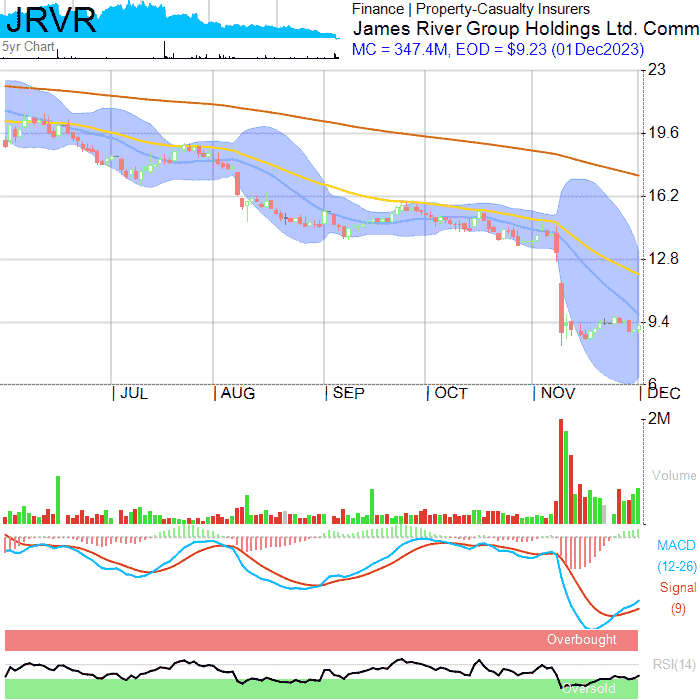 JRVR
5yr Chart
Finance | Property-Casualty Insurers
James River Group Holdings Ltd. Comm
MC = 347.4M, EOD = $9.23 (01Dec2023)
23
19.6
16.2
12.8
9.4
6
JUL AUG SEP OCT NOV DEC
2M
Volume
MACD
(12-26)
Signal
(9)
Overbought
RSI(14)
Oversold